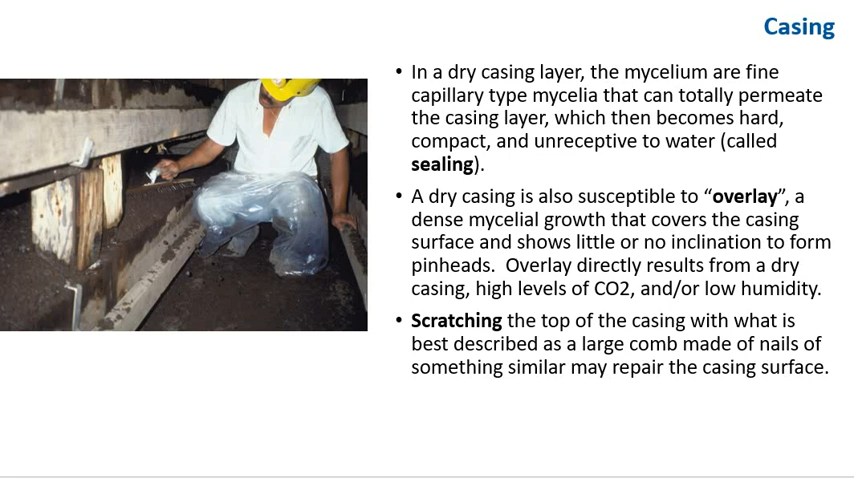 Casing
• In a dry casing layer, the mycelium are fine
capillary type mycelia that can totally permeate
the casing layer, which then becomes hard,
compact, and unreceptive to water (called
sealing).
• A dry casing is also susceptible to “overlay”, a
dense mycelial growth that covers the casing
surface and shows little or no inclination to form
pinheads.  Overlay directly results from a dry
casing, high levels of CO2, and/or low humidity.
• Scratching the top of the casing with what is
best described as a large comb made of nails of
something similar may repair the casing surface.